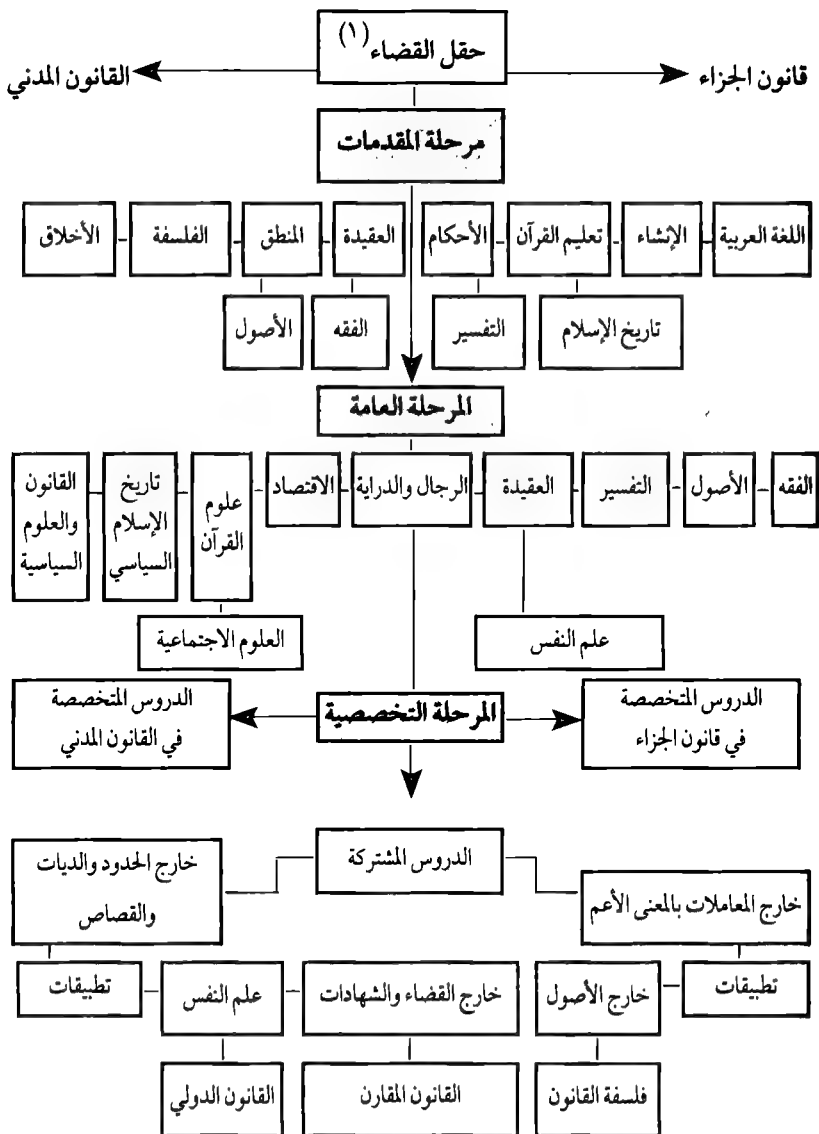 حقل القضاء (١)
قانون الجزاء
القانون المدني
مرحلة المقدمات
اللغة العربية
الإنشاء
تعليم القرآن
الأحكام
العقيدة
المنطق
الفلسفة
الأخلاق
تاريخ الإسلام
التفسير
الفقه
الأصول
المرحلة العامة
الفقه
الأصول
التفسير
العقيدة
الرجال والدراية
الاقتصاد
علوم
القرآن
تاريخ
الإسلام
السياسي
القانون
والعلوم
السياسية
علم النفس
العلوم الاجتماعية
المرحلة التخصصية
الدروس المتخصصة
في قانون الجزاء
الدروس المتخصصة
في القانون المدني
الدروس المشتركة
خارج المعاملات بالمعنى الأعم
خارج الحدود والديات
والقصاص
تطبيقات
خارج الأصول
خارج القضاء والشهادات
علم النفس
تطبيقات
فلسفة القانون
القانون المقارن
القانون الدولي